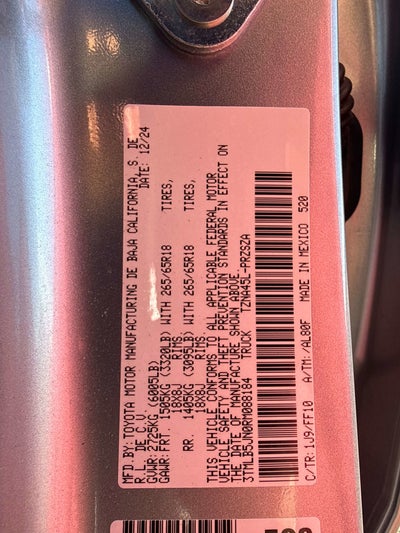 MFD. BY: TOYOTA MOTOR MANUFACTURING DE BAJA CALIFORNIA, S. DE
R. L. DE C. V. DATE: 12/24
GVWR: 2725KG (6005LB)
GAWR: FRT. 1505KG (3320LB) WITH 265/65R18 TIRES,
18X8J RIMS
RR. 1405KG (3095LB) WITH 265/65R18 TIRES,
18X8J RIMS
THIS VEHICLE CONFORMS TO ALL APPLICABLE FEDERAL MOTOR
VEHICLE SAFETY AND THEFT PREVENTION STANDARDS IN EFFECT ON
THE DATE OF MANUFACTURE SHOWN ABOVE.
3TMLB5JN0RM088184 TRUCK TZNA45L-PRZSZA
C/TR: 1J9/FF10 A/TM: /AL80F MADE IN MEXICO 520